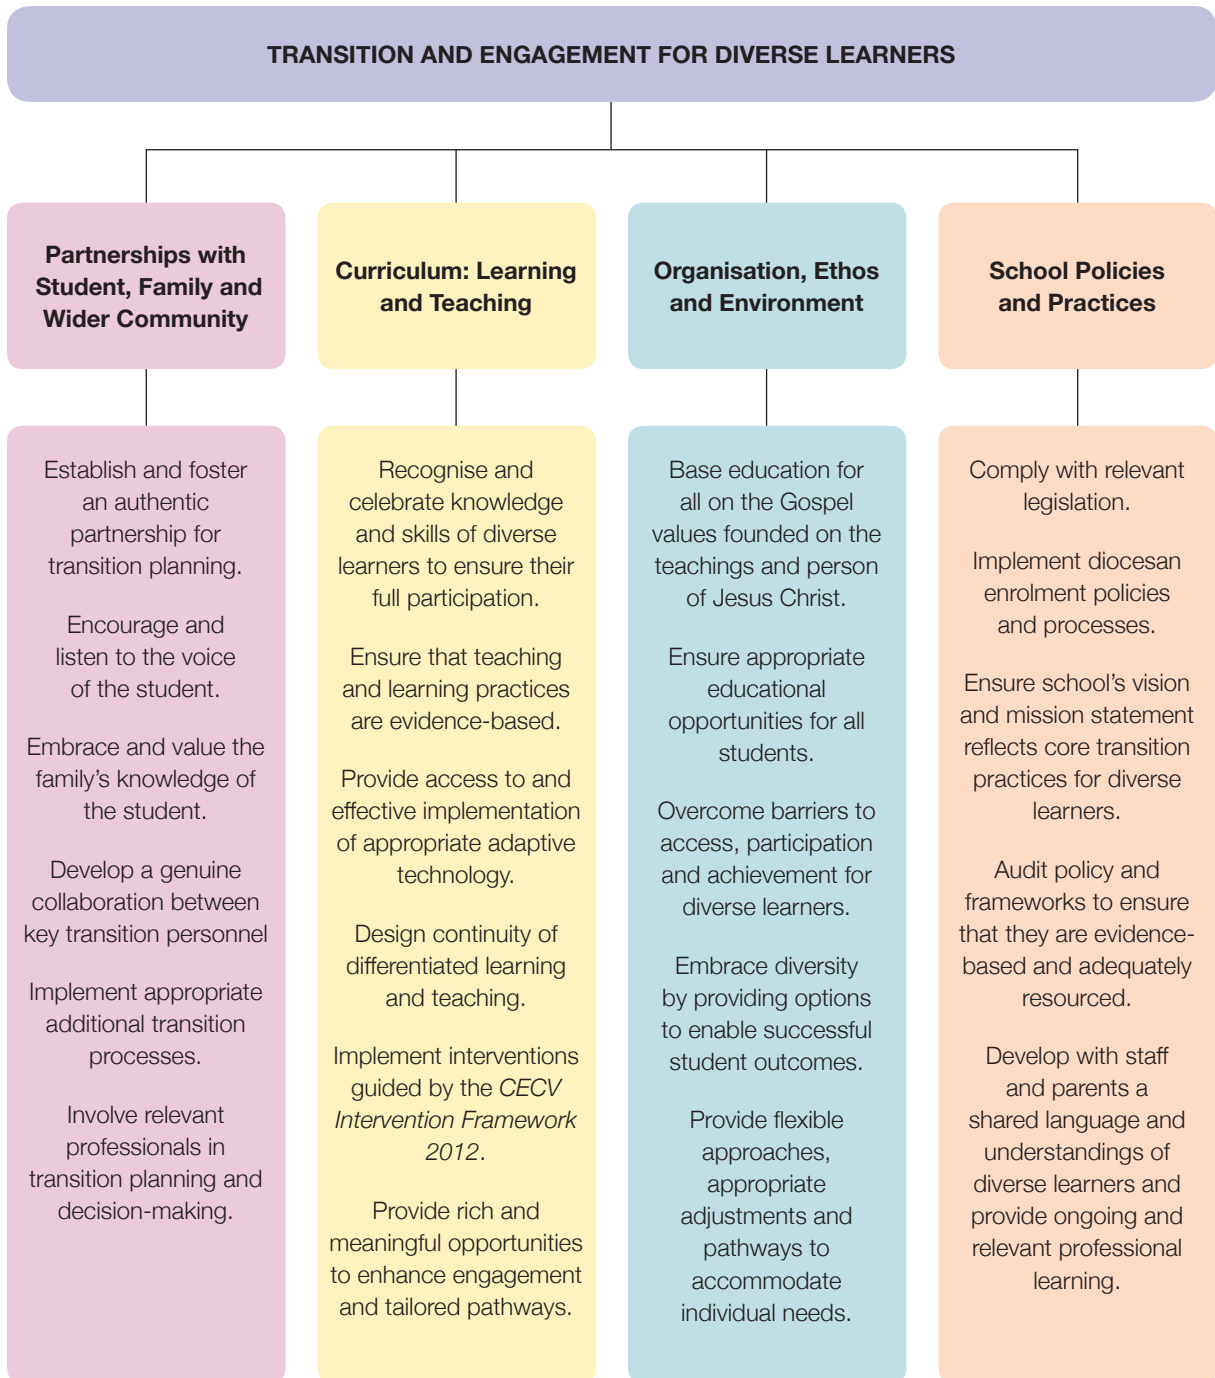 TRANSITION AND ENGAGEMENT FOR DIVERSE LEARNERS
Partnerships with
Student, Family and
Wider Community
Establish and foster
an authentic
partnership for
transition planning.
Encourage and
listen to the voice
of the student.
Embrace and value the
family’s knowledge of
the student.
Develop a genuine
collaboration between
key transition personnel
Implement appropriate
additional transition
processes.
Involve relevant
professionals in
transition planning and
decision-making.
Curriculum: Learning
and Teaching
Recognise and
celebrate knowledge
and skills of diverse
learners to ensure their
full participation.
Ensure that teaching
and learning practices
are evidence-based.
Provide access to and
effective implementation
of appropriate adaptive
technology.
Design continuity of
differentiated learning
and teaching.
Implement interventions
guided by the CECV
Intervention Framework
2012.
Provide rich and
meaningful opportunities
to enhance engagement
and tailored pathways.
Organisation, Ethos
and Environment
Base education for
all on the Gospel
values founded on the
teachings and person
of Jesus Christ.
Ensure appropriate
educational
opportunities for all
students.
Overcome barriers to
access, participation
and achievement for
diverse learners.
Embrace diversity
by providing options
to enable successful
student outcomes.
Provide flexible
approaches,
appropriate
adjustments and
pathways to
accommodate
individual needs.
School Policies
and Practices
Comply with relevant
legislation.
Implement diocesan
enrolment policies
and processes.
Ensure school’s vision
and mission statement
reflects core transition
practices for diverse
learners.
Audit policy and
frameworks to ensure
that they are evidence-
based and adequately
resourced.
Develop with staff
and parents a
shared language and
understandings of
diverse learners and
provide ongoing and
relevant professional
learning.